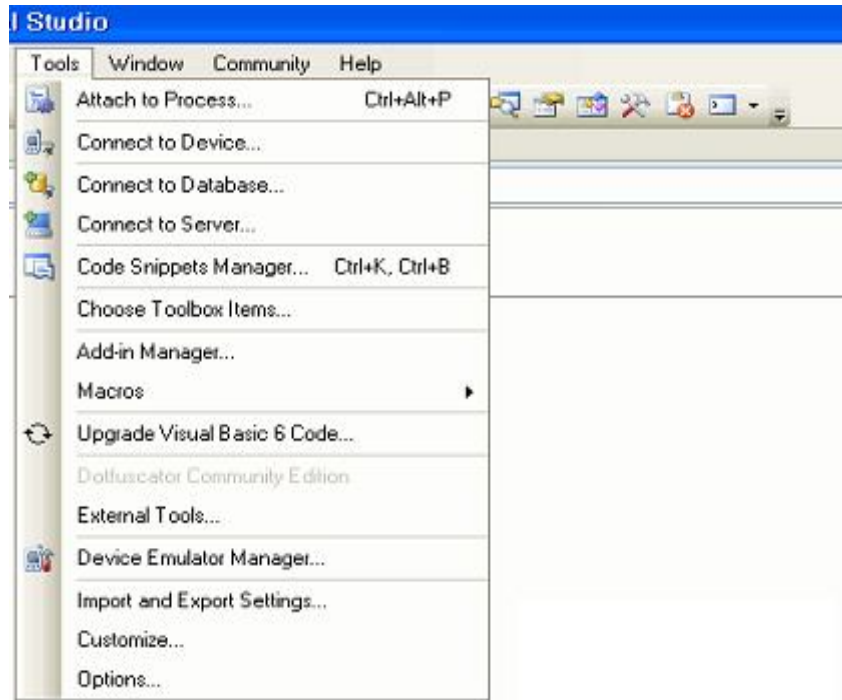 l Studio
Tools Window Community Help
Attach to Process... Ctrl+Alt+P
Connect to Device...
Connect to Database...
Connect to Server...
Code Snippets Manager... Ctrl+K, Ctrl+B
Choose Toolbox Items...
Add-in Manager...
Macros
Upgrade Visual Basic 6 Code...
Dotfuscator Community Edition
External Tools...
Device Emulator Manager...
Import and Export Settings...
Customize...
Options...